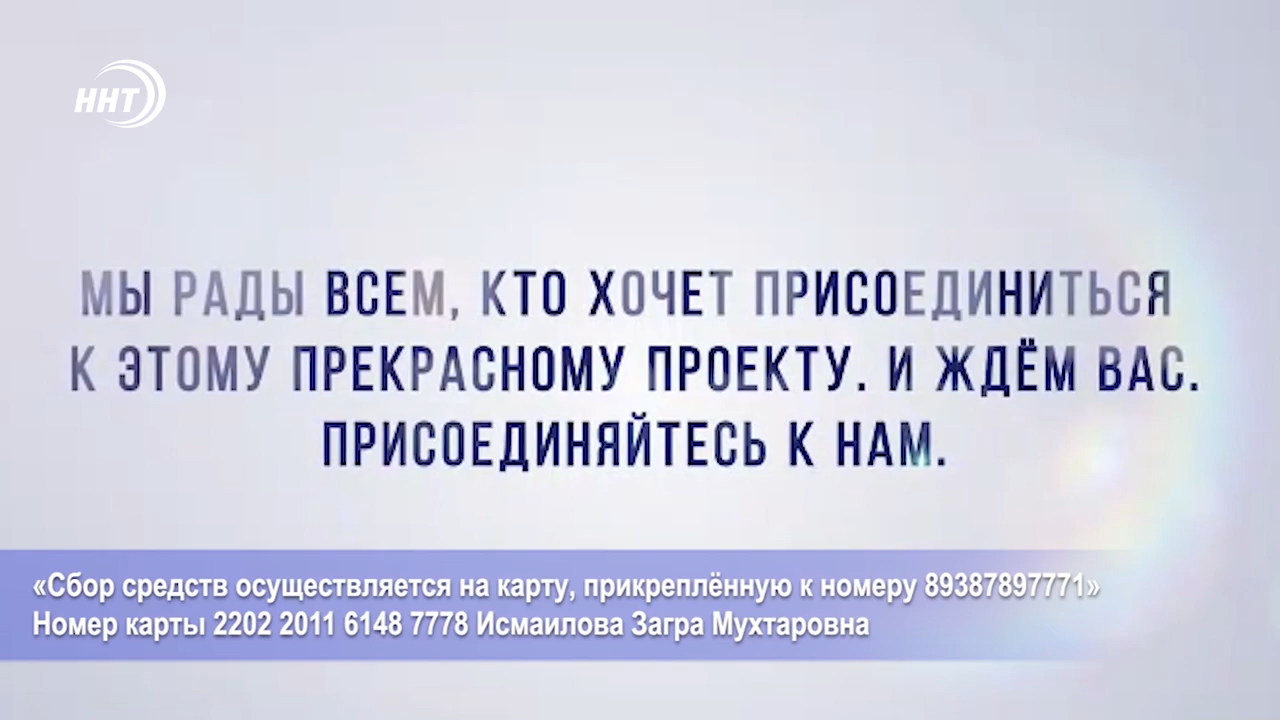 ННТ
МЫ РАДЫ ВСЕМ, КТО ХОЧЕТ ПРИСОЕДИНИТЬСЯ
К ЭТОМУ ПРЕКРАСНОМУ ПРОЕКТУ. И ЖДЁМ ВАС.
ПРИСОЕДИНЯЙТЕСЬ К НАМ.
«Сбор средств осуществляется на карту, прикреплённую к номеру 89387897771»
Номер карты 2202 2011 6148 7778 Исмаилова Загра Мухтаровна